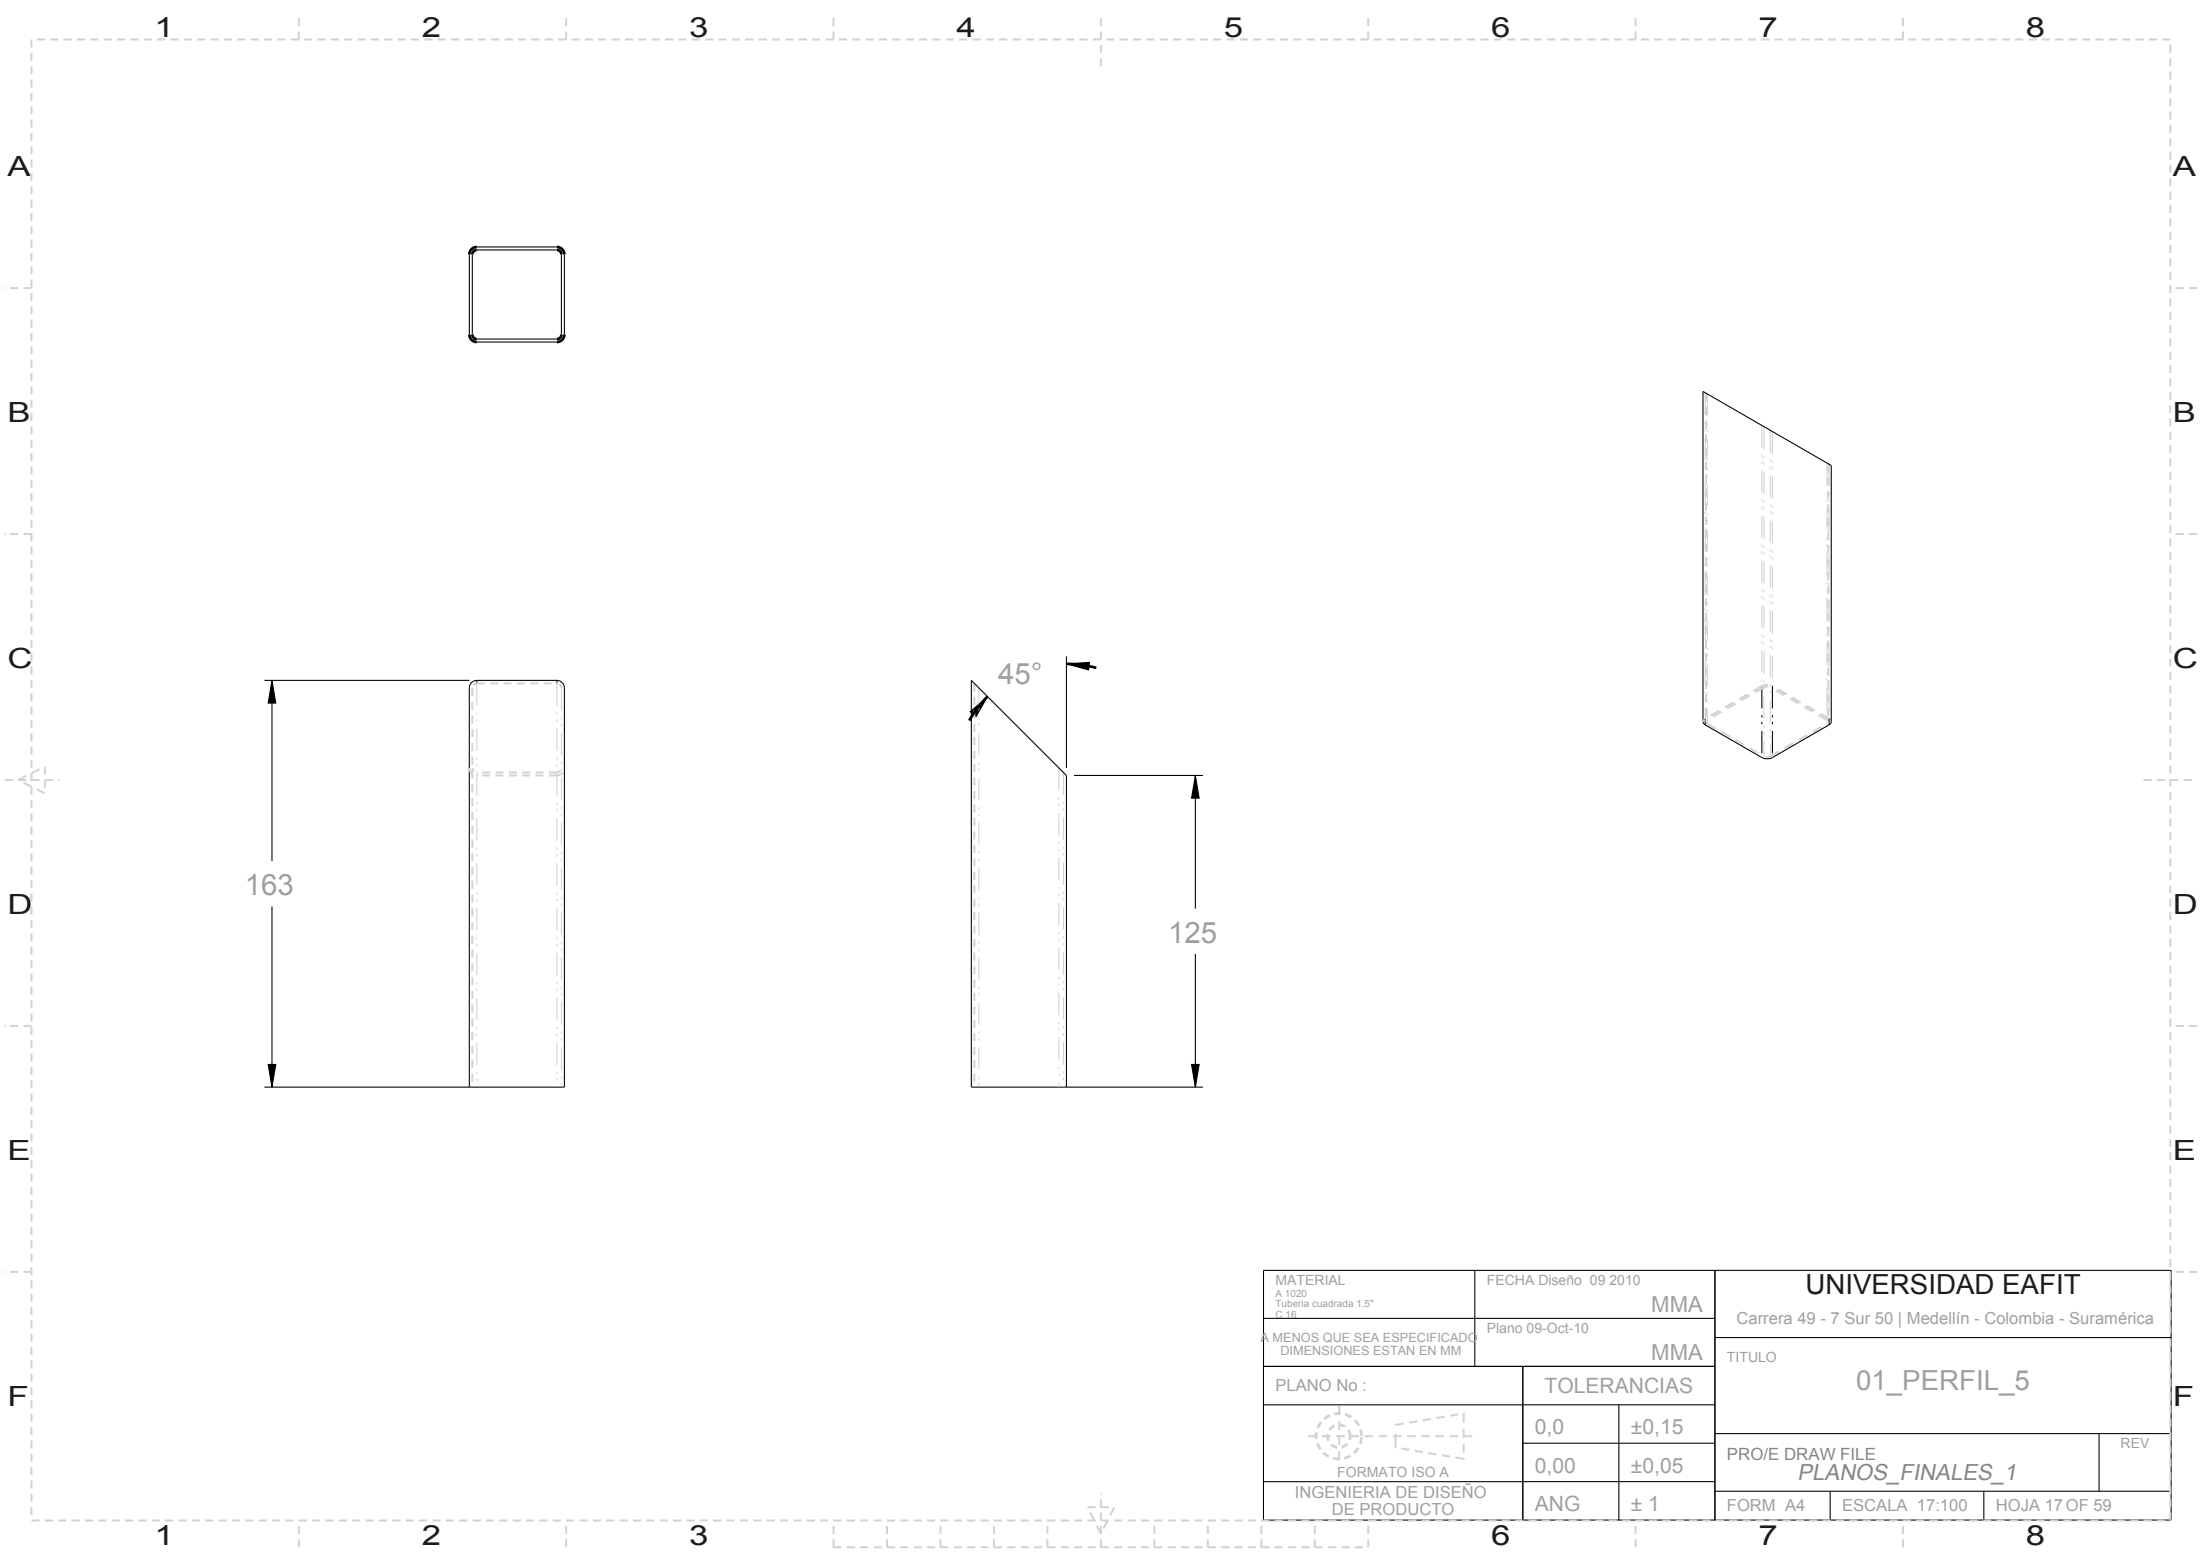 1 2 3 4 5 6 7 8
A A
B B
C C
D D
E E
F F
45°
163
125
MATERIAL
A 1020
Tuberia cuadrada 1.5"
C 16
FECHA Diseño 09 2010
MMA
A MENOS QUE SEA ESPECIFICADO
DIMENSIONES ESTAN EN MM
Plano 09-Oct-10
MMA
PLANO No :
TOLERANCIAS
0,0 ±0,15
0,00 ±0,05
ANG ± 1
FORMATO ISO A
INGENIERIA DE DISEÑO
DE PRODUCTO
UNIVERSIDAD EAFIT
Carrera 49 - 7 Sur 50 | Medellín - Colombia - Suramérica
TITULO
01_PERFIL_5
PRO/E DRAW FILE
PLANOS_FINALES_1
REV
FORM A4 ESCALA 17:100 HOJA 17 OF 59
1 2 3 6 7 8